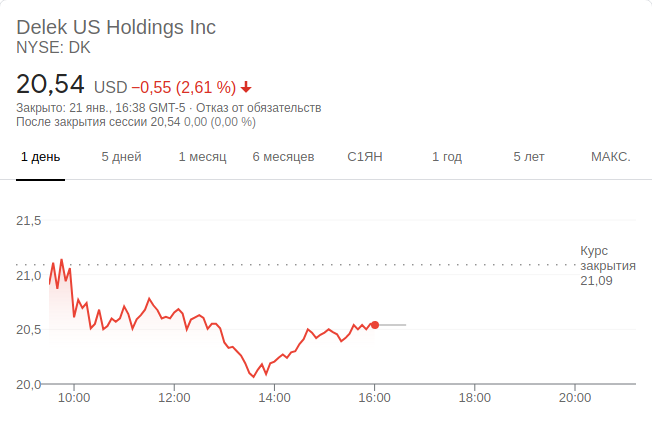 Delek US Holdings Inc
NYSE: DK
20,54 USD −0,55 (2,61 %)
Закрыто: 21 янв., 16:38 GMT-5 · Отказ от обязательств
После закрытия сессии 20,54 0,00 (0,00 %)
1 день 5 дней 1 месяц 6 месяцев С1ЯН 1 год 5 лет МАКС.
21,5
Курс
закрытия
21,09
21,0
20,5
20,0
10:00 12:00 14:00 16:00 18:00 20:00